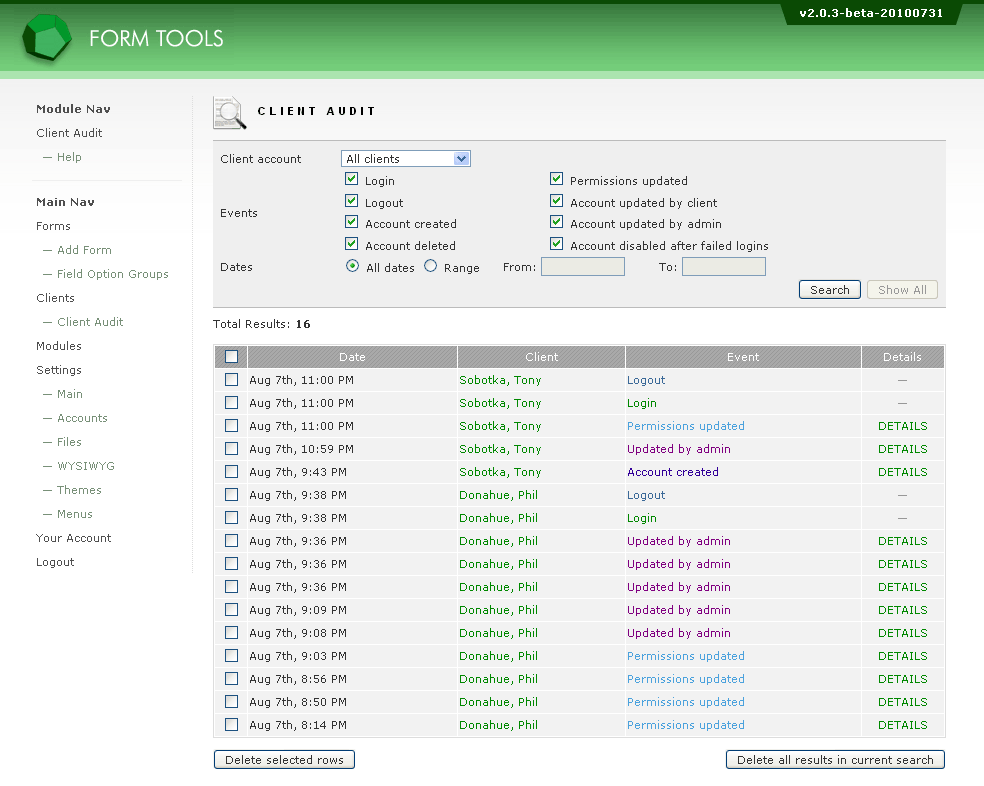 v2.0.3-beta-20100731
FORM TOOLS
Module Nav
Client Audit
— Help
Main Nav
Forms
— Add Form
— Field Option Groups
Clients
— Client Audit
Modules
Settings
— Main
— Accounts
— Files
— WYSIWYG
— Themes
— Menus
Your Account
Logout
CLIENT AUDIT
Client account All clients
Events
Login Permissions updated
Logout Account updated by client
Account created Account updated by admin
Account deleted Account disabled after failed logins
Dates All dates Range From: To:
Search Show All
Total Results: 16
Date Client Event Details
Aug 7th, 11:00 PM Sobotka, Tony Logout —
Aug 7th, 11:00 PM Sobotka, Tony Login —
Aug 7th, 11:00 PM Sobotka, Tony Permissions updated DETAILS
Aug 7th, 10:59 PM Sobotka, Tony Updated by admin DETAILS
Aug 7th, 9:43 PM Sobotka, Tony Account created DETAILS
Aug 7th, 9:38 PM Donahue, Phil Logout —
Aug 7th, 9:38 PM Donahue, Phil Login —
Aug 7th, 9:36 PM Donahue, Phil Updated by admin DETAILS
Aug 7th, 9:36 PM Donahue, Phil Updated by admin DETAILS
Aug 7th, 9:36 PM Donahue, Phil Updated by admin DETAILS
Aug 7th, 9:09 PM Donahue, Phil Updated by admin DETAILS
Aug 7th, 9:08 PM Donahue, Phil Updated by admin DETAILS
Aug 7th, 9:03 PM Donahue, Phil Permissions updated DETAILS
Aug 7th, 8:56 PM Donahue, Phil Permissions updated DETAILS
Aug 7th, 8:50 PM Donahue, Phil Permissions updated DETAILS
Aug 7th, 8:14 PM Donahue, Phil Permissions updated DETAILS
Delete selected rows Delete all results in current search